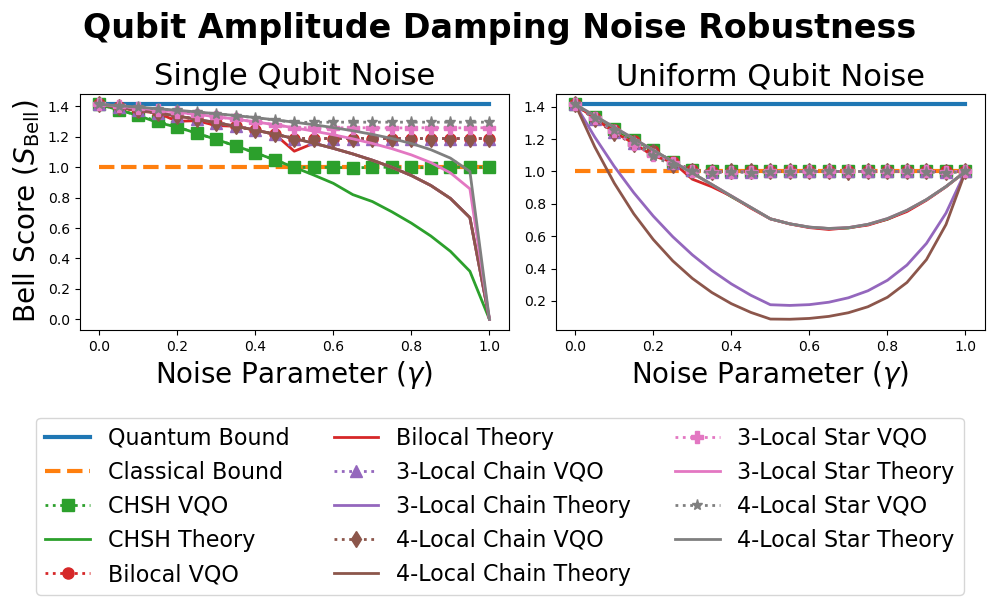 Qubit Amplitude Damping Noise Robustness
Single Qubit Noise
Uniform Qubit Noise
Bell Score (S_Bell)
1.4
1.2
1.0
0.8
0.6
0.4
0.2
0.0
0.0 0.2 0.4 0.6 0.8 1.0
Noise Parameter (γ)
1.4
1.2
1.0
0.8
0.6
0.4
0.2
0.0 0.2 0.4 0.6 0.8 1.0
Noise Parameter (γ)
Quantum Bound
Classical Bound
CHSH VQO
CHSH Theory
Bilocal VQO
Bilocal Theory
3-Local Chain VQO
3-Local Chain Theory
4-Local Chain VQO
4-Local Chain Theory
3-Local Star VQO
3-Local Star Theory
4-Local Star VQO
4-Local Star Theory